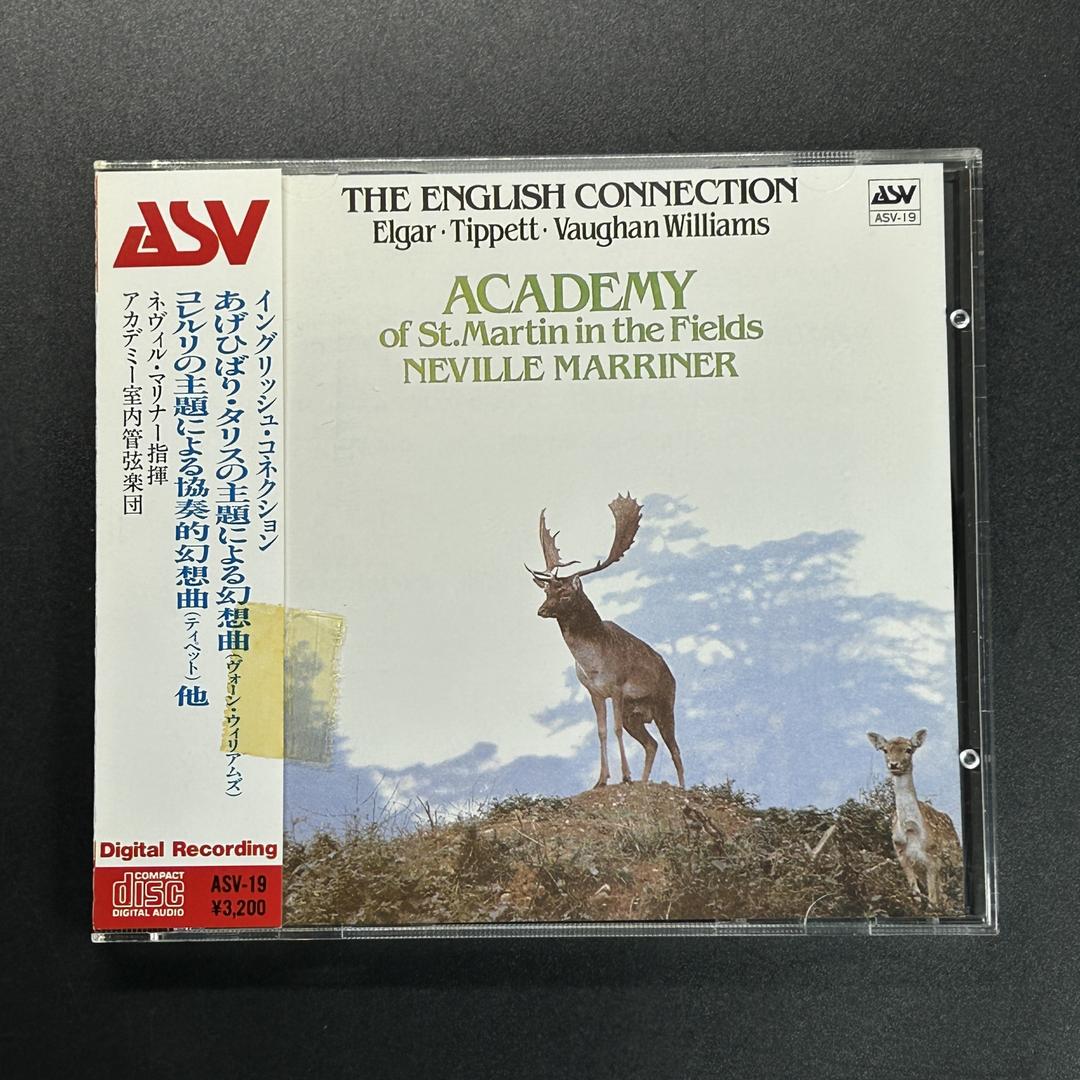 ASV
イングリッシュ・コネクション
あげひばり・タリスの主題による幻想曲(ヴォーン・ウィリアムズ)
コレルリの主題による協奏的幻想曲(ティペット)他
ネヴィル・マリナー指揮
アカデミー室内管弦楽団
Digital Recording
COMPACT
disc
DIGITAL AUDIO
ASV-19
¥3,200
THE ENGLISH CONNECTION
Elgar · Tippett · Vaughan Williams
ACADEMY
of St. Martin in the Fields
NEVILLE MARRINER
ASV
ASV-19